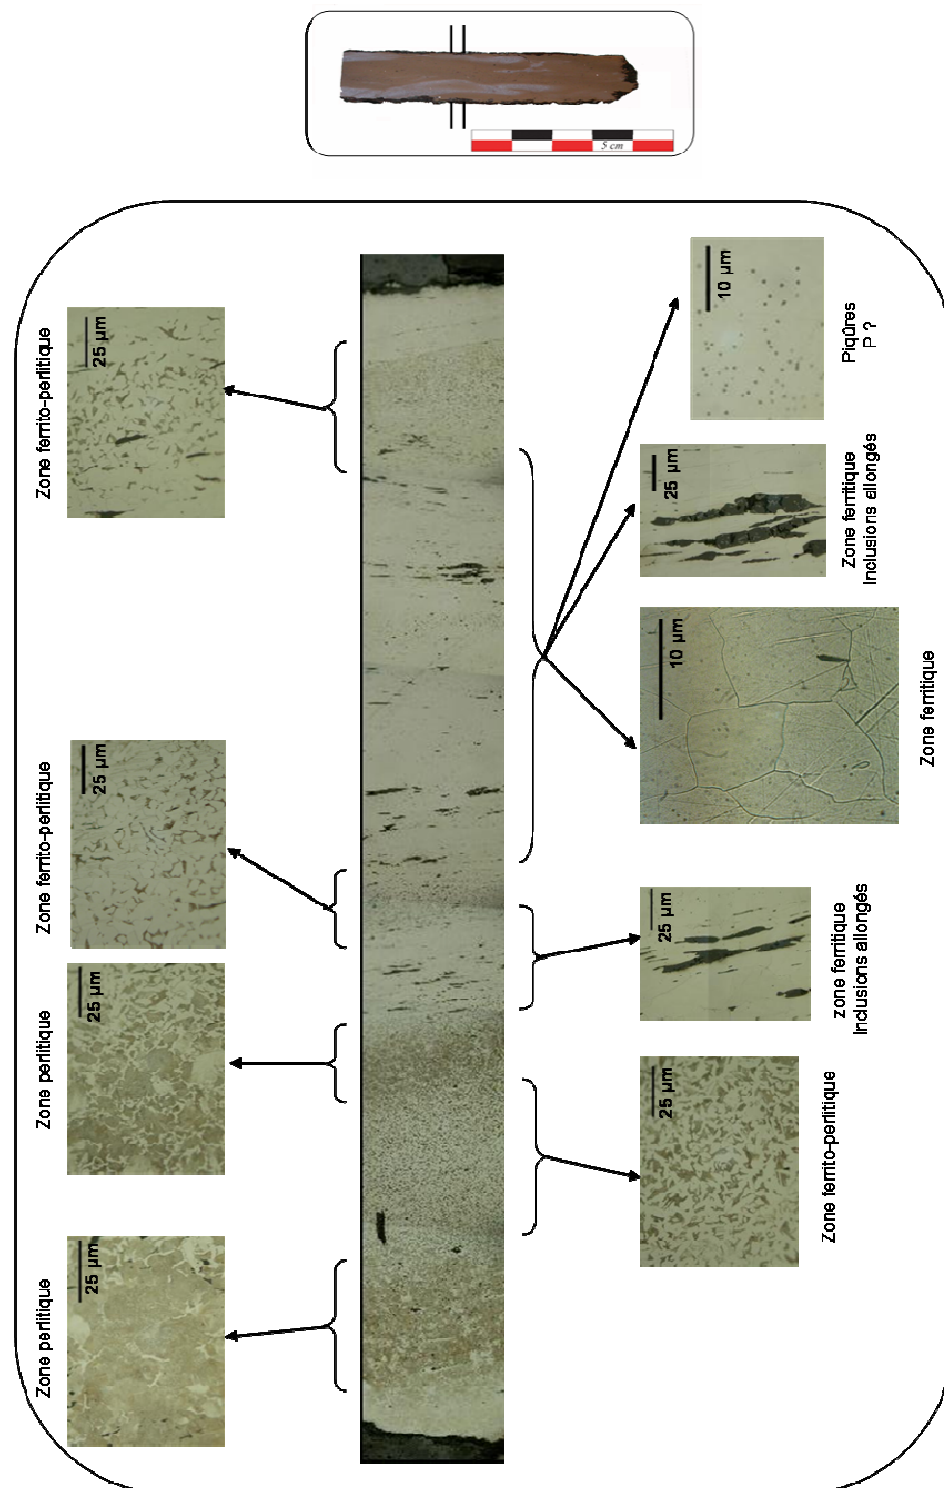 5 cm
Zone ferrito-perlitique
25 µm
Zone ferrito-perlitique
25 µm
Zone perlitique
25 µm
Zone perlitique
25 µm
10 µm
Piqûres
P ?
25 µm
Zone ferritique
Inclusions allongés
10 µm
Zone ferritique
25 µm
zone ferritique
Inclusions allongés
25 µm
Zone ferrito-perlitique